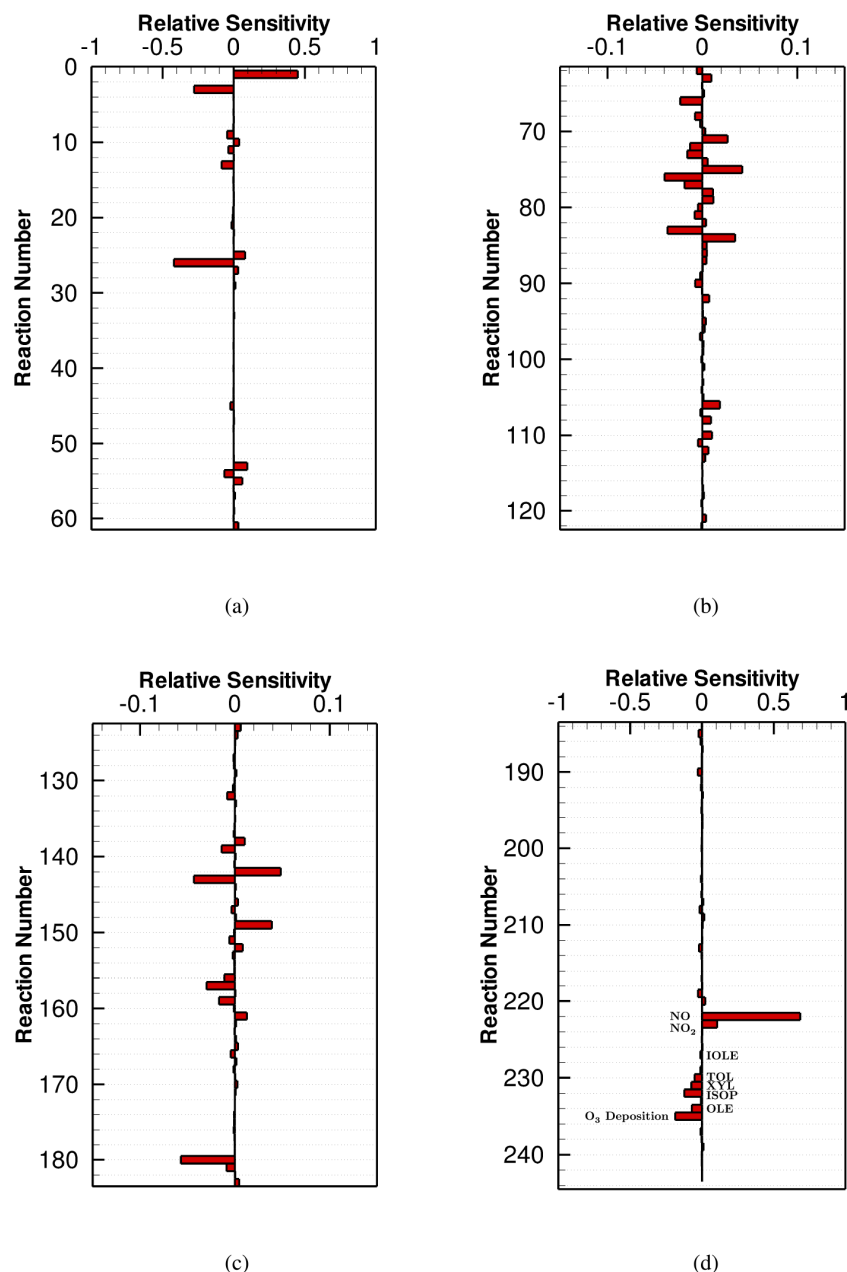 Relative Sensitivity
-1 -0.5 0 0.5 1
0
10
20
30
40
50
60
Reaction Number
(a)
Relative Sensitivity
-0.1 0 0.1
70
80
90
100
110
120
Reaction Number
(b)
Relative Sensitivity
-0.1 0 0.1
130
140
150
160
170
180
Reaction Number
(c)
Relative Sensitivity
-1 -0.5 0 0.5 1
190
200
210
220
230
240
Reaction Number
NO
NO₂
IOLE
TOL
XYL
ISOP
OLE
O₃ Deposition
(d)